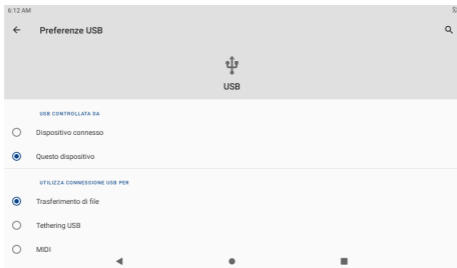 6:12 AM
Preferenze USB
USB
USB CONTROLLATA DA
Dispositivo connesso
Questo dispositivo
UTILIZZA CONNESSIONE USB PER
Trasferimento di file
Tethering USB
MIDI